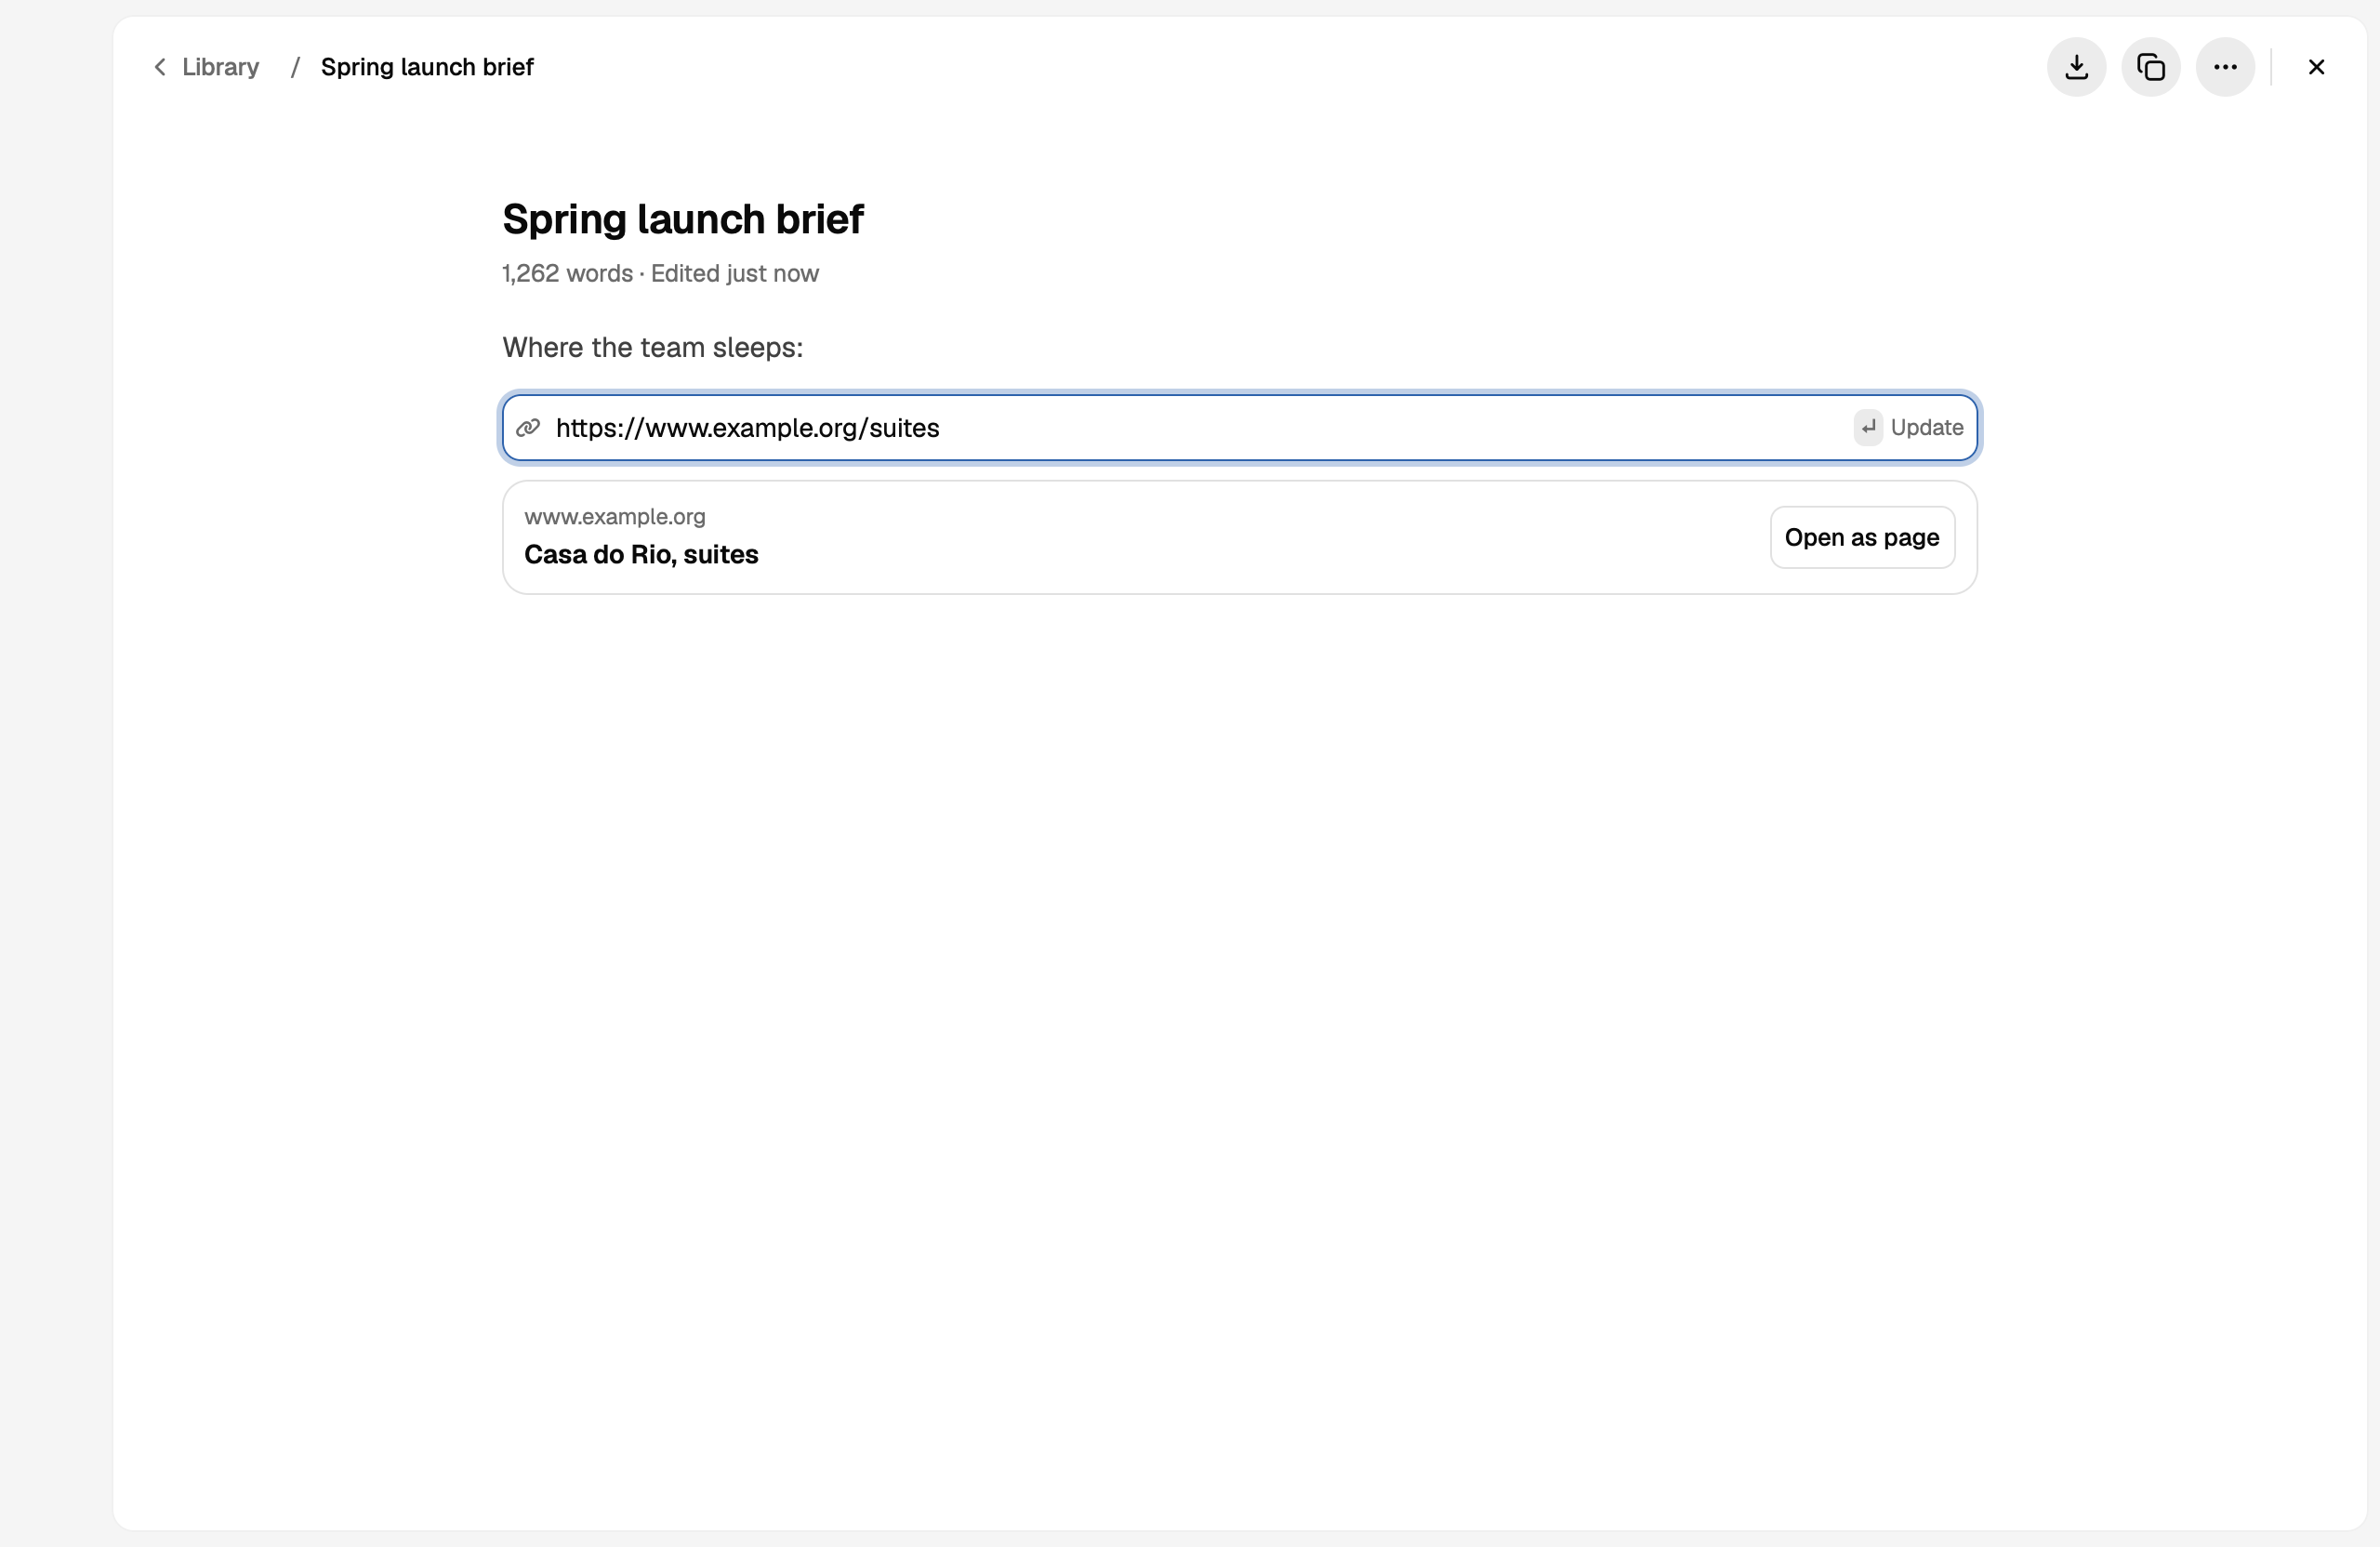 Library / Spring launch brief
Spring launch brief
1,262 words · Edited just now
Where the team sleeps:
https://www.example.org/suites Update
www.example.org
Casa do Rio, suites
Open as page